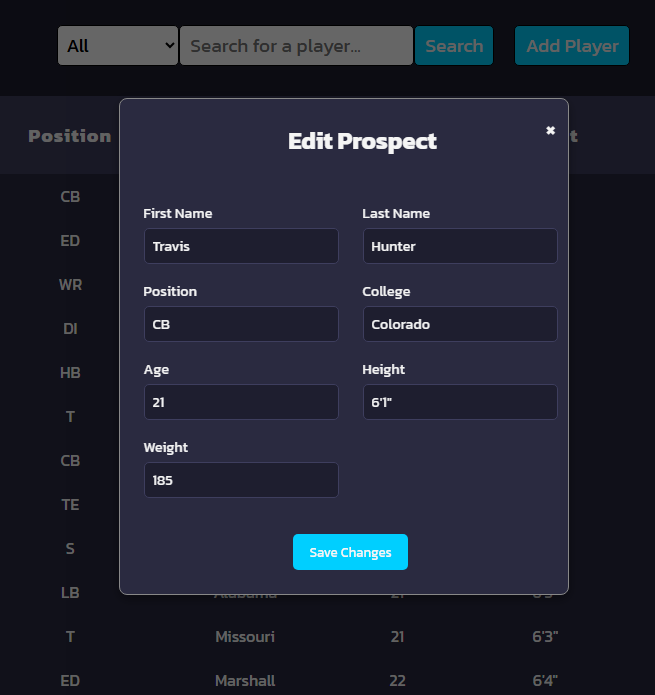 All
Search for a player...
Search
Add Player
Position
Edit Prospect
✖
t
CB
First Name
Last Name
Travis
Hunter
ED
WR
Position
College
CB
Colorado
DI
HB
Age
Height
21
6'1"
T
Weight
CB
185
TE
S
Save Changes
LB
Alabama
21
T
Missouri
21
6'3"
ED
Marshall
22
6'4"